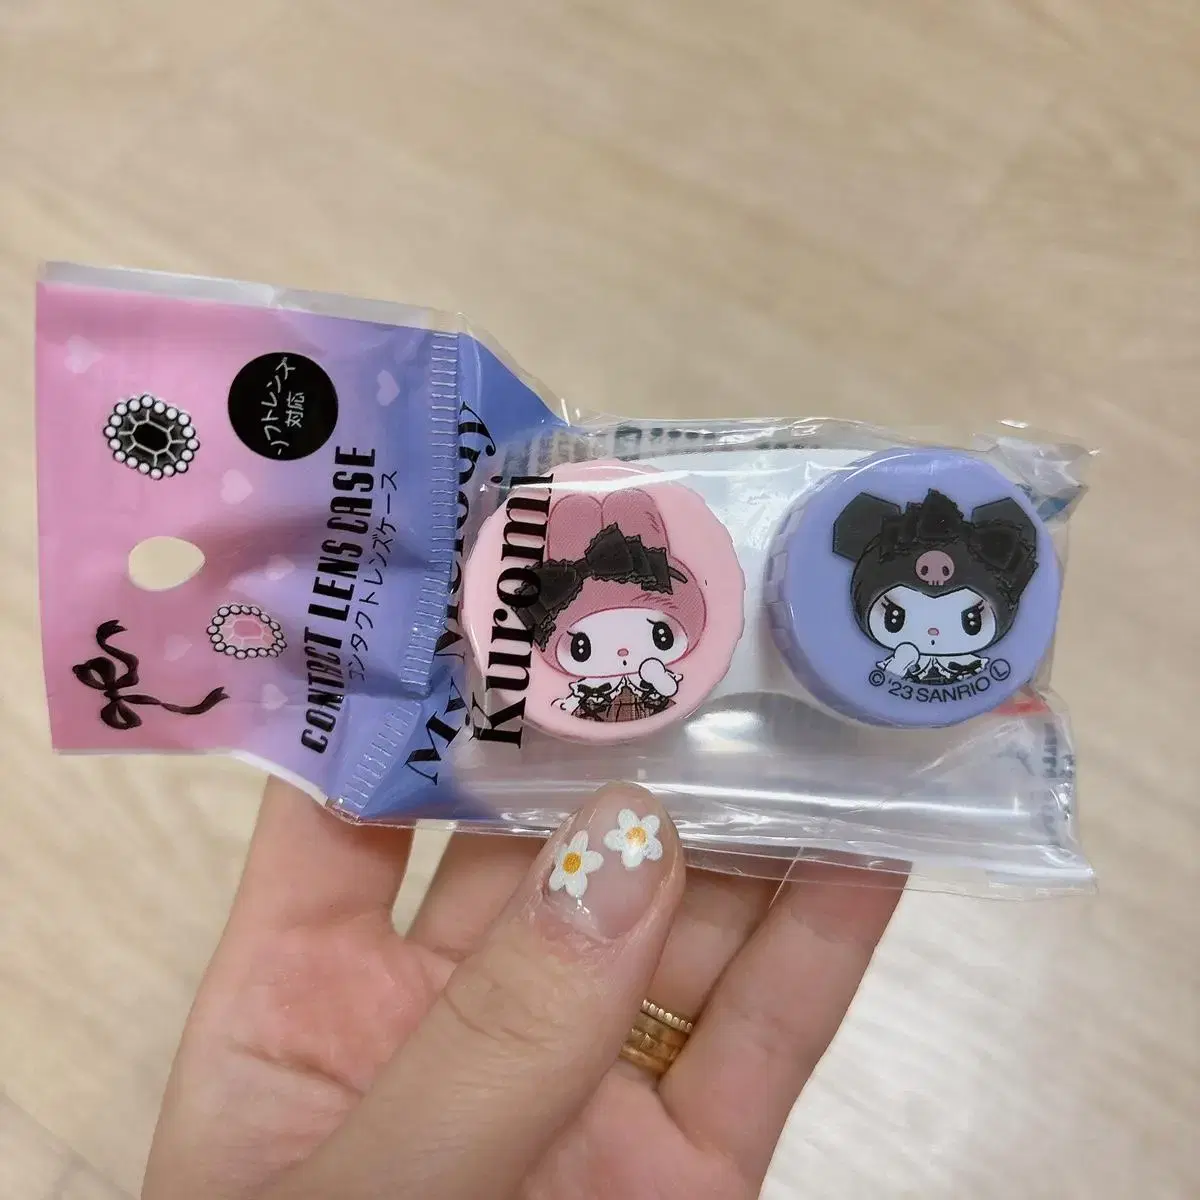 ソフトレンズ
対応
CONTACT LENS CASE
コンタクトレンズケース
My Melody
Kuromi
© '23 SANRIO Ⓛ